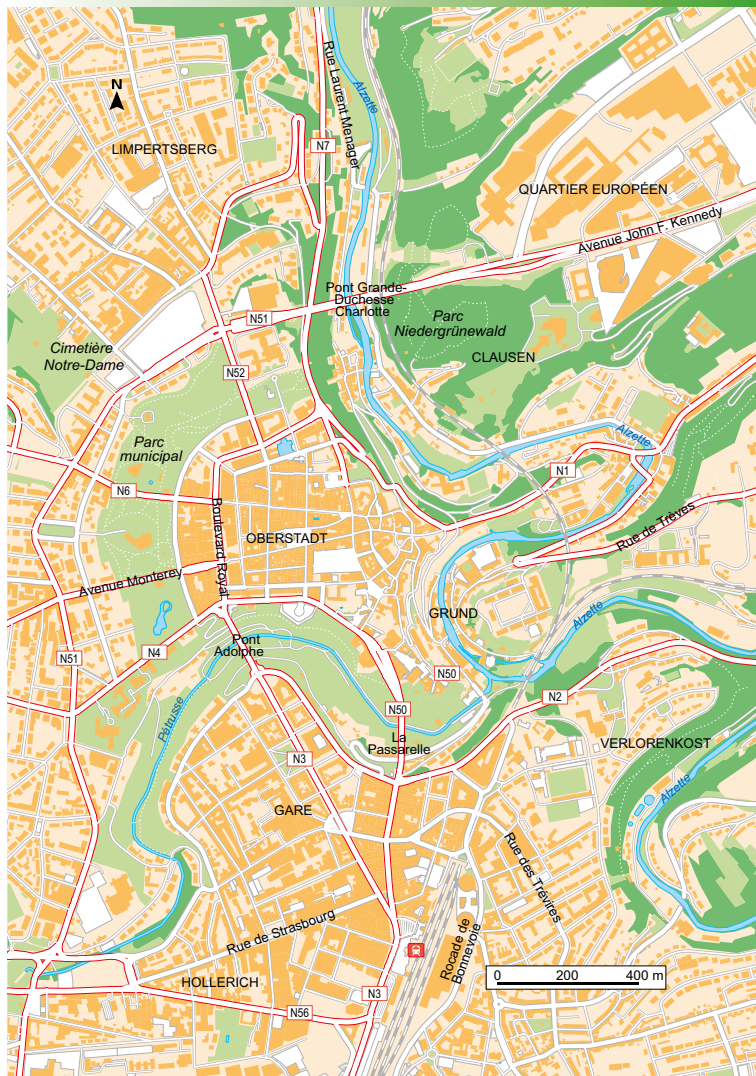 Rue Laurent Menager
Alzette
N
LIMPERTSBERG
N7
QUARTIER EUROPÉEN
Avenue John F. Kennedy
Pont Grande-
Duchesse
Charlotte
N51
Parc
Niedergrünewald
Cimetière
Notre-Dame
CLAUSEN
N52
Parc
municipal
Alzette
N1
N6
Boulevard Royal
OBERSTADT
Rue de Trèves
Avenue Monterey
GRUND
Alzette
Pont
Adolphe
N4
N51
N50
N2
Pétrusse
N50
La
Passarelle
VERLORENKOST
N3
Alzette
GARE
Rue des Trévires
Rue de Strasbourg
Rocade de
Bonnevoie
HOLLERICH
0 200 400 m
N3
N56